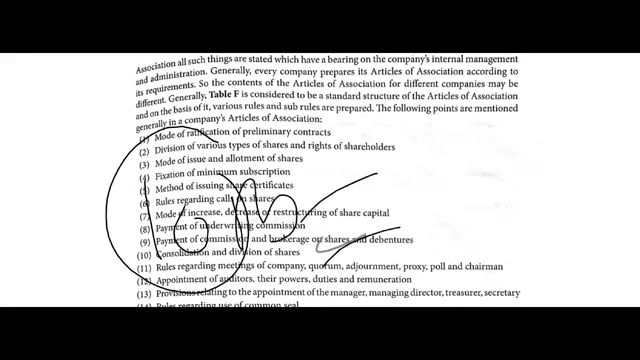 Association all such things are stated which have a bearing on the company's internal management
and administration. Generally, every company prepares its Articles of Association according to
its requirements. So the contents of the Articles of Association for different companies may be
different. Generally, Table F is considered to be a standard structure of the Articles of Association
and on the basis of it, various rules and sub rules are prepared. The following points are mentioned
generally in a company's Articles of Association:
(1) Mode of ratification of preliminary contracts
(2) Division of various types of shares and rights of shareholders
(3) Mode of issue and allotment of shares
(4) Fixation of minimum subscription
(5) Method of issuing share certificates
(6) Rules regarding calls on shares
(7) Mode of increase, decrease or restructuring of share capital
(8) Payment of underwriting commission
(9) Payment of commission and brokerage on shares and debentures
(10) Consolidation and division of shares
(11) Rules regarding meetings of company, quorum, adjournment, proxy, poll and chairman
(12) Appointment of auditors, their powers, duties and remuneration
(13) Provisions relating to the appointment of the manager, managing director, treasurer, secretary
(14) Rules regarding use of common seal